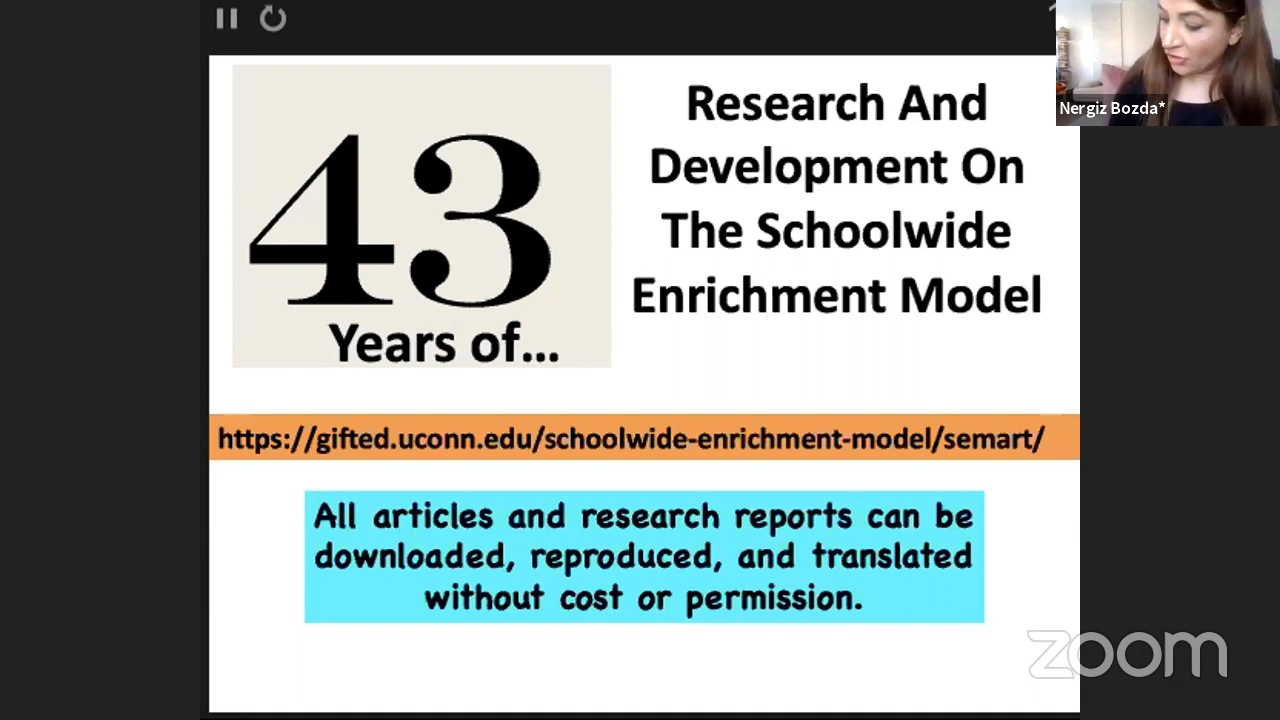 43
Years of...
Research And
Development On
The Schoolwide
Enrichment Model
https://gifted.uconn.edu/schoolwide-enrichment-model/semart/
All articles and research reports can be
downloaded, reproduced, and translated
without cost or permission.
Nergiz Bozda*
zoom